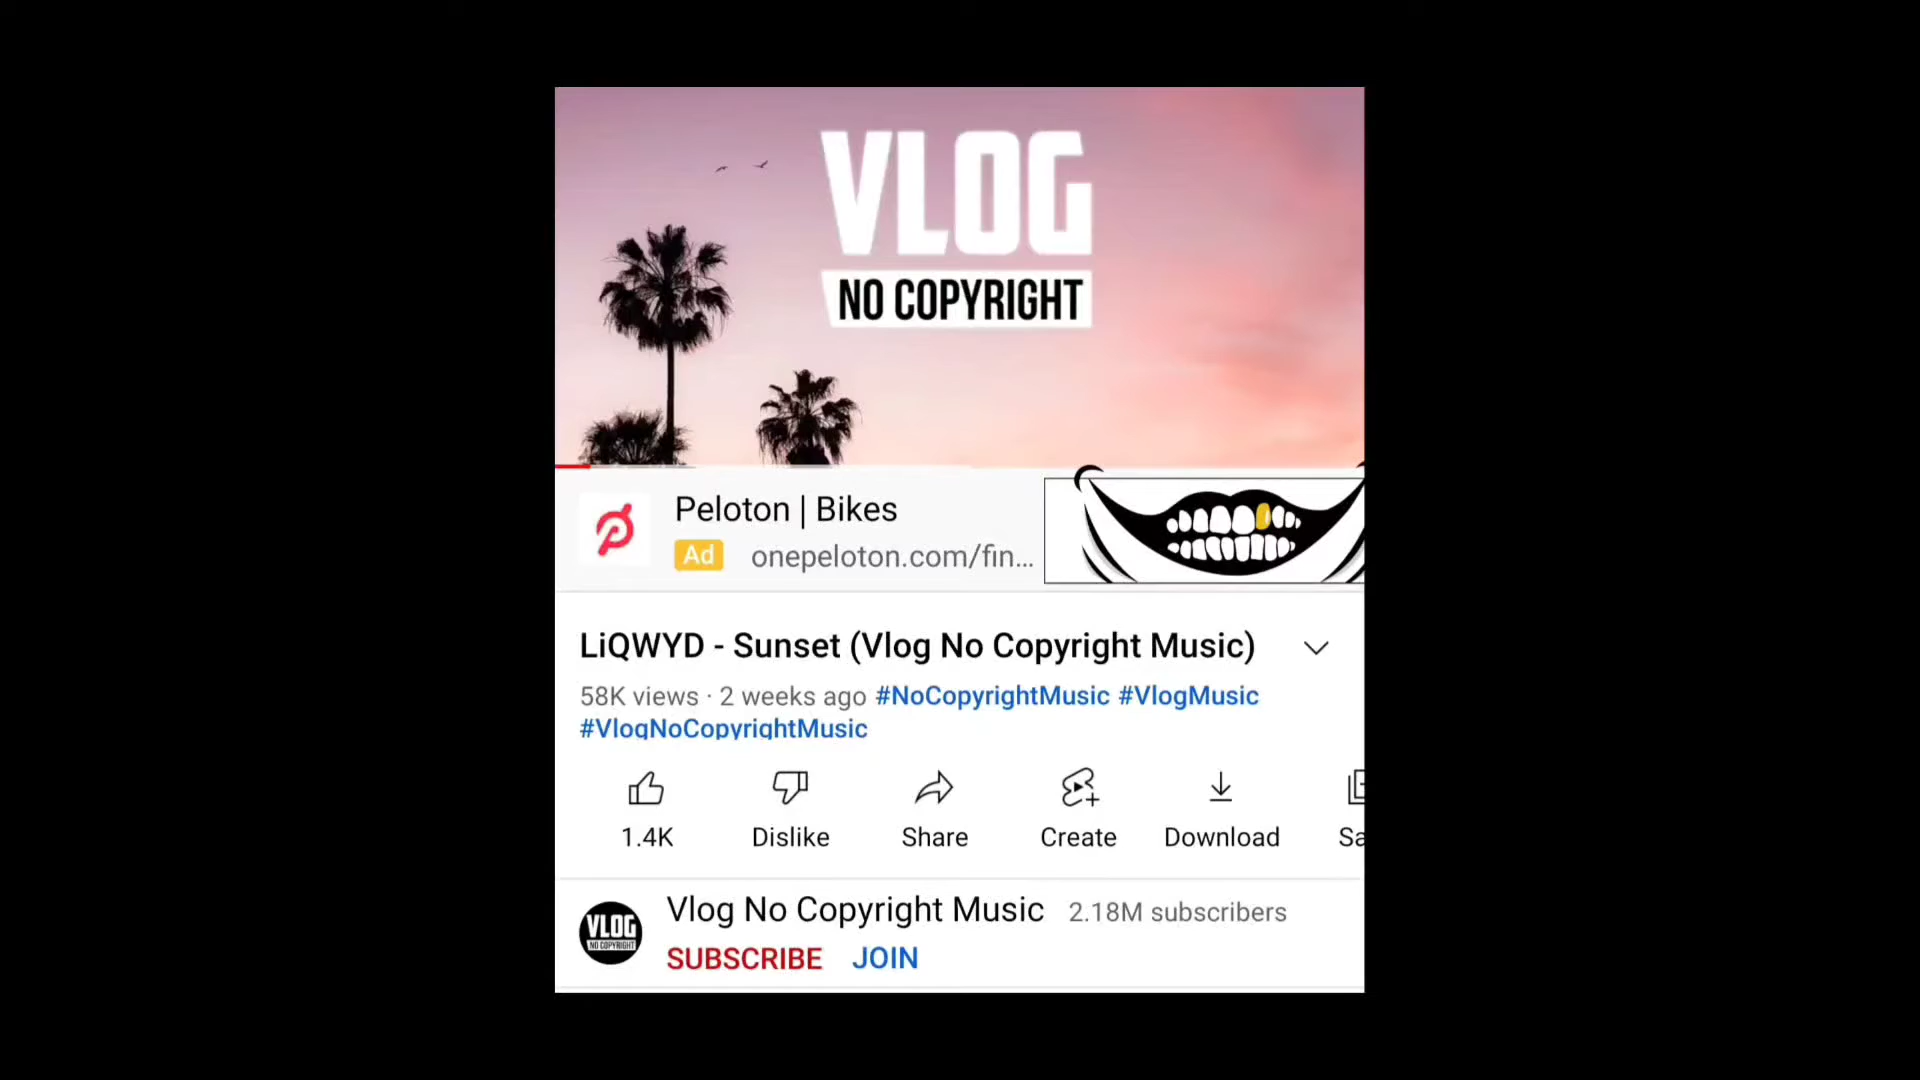 VLOG
NO COPYRIGHT
Peloton | Bikes
Ad onepeloton.com/fin...
LiQWYD - Sunset (Vlog No Copyright Music)
58K views · 2 weeks ago #NoCopyrightMusic #VlogMusic
#VlogNoCopyrightMusic
1.4K Dislike Share Create Download Sa
Vlog No Copyright Music 2.18M subscribers
VLOG
NO COPYRIGHT
SUBSCRIBE JOIN